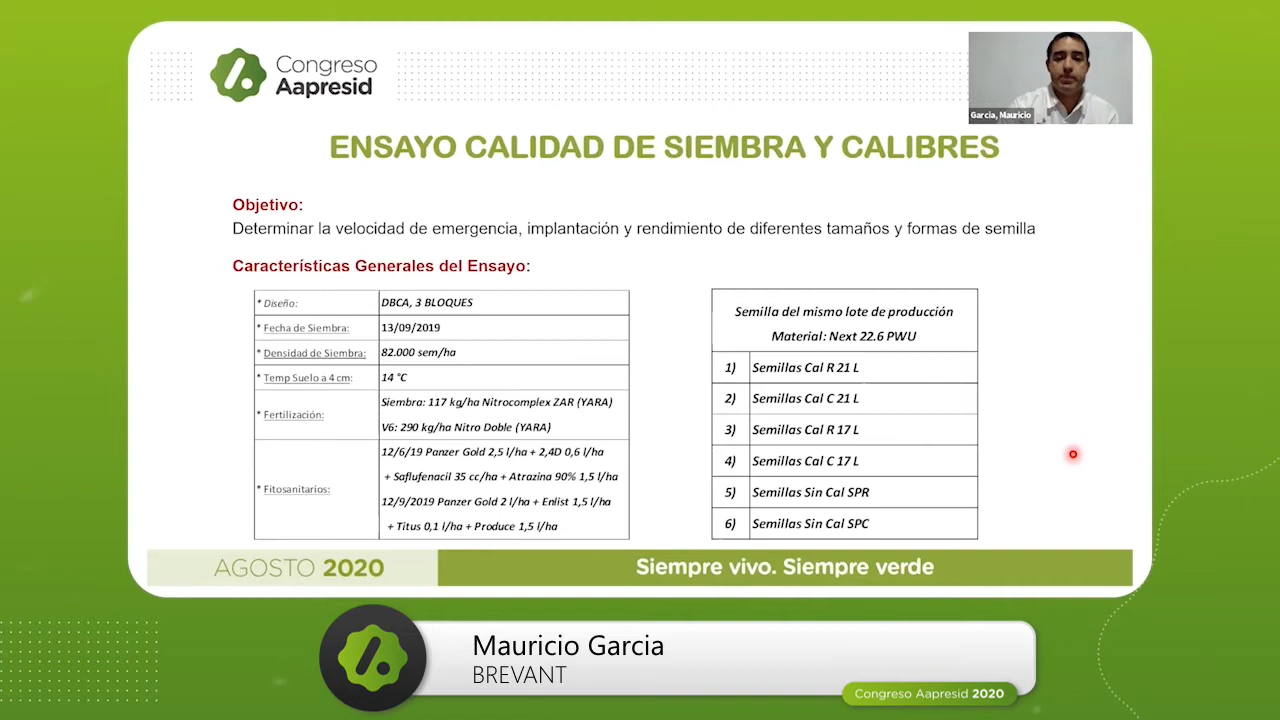 Congreso
Aapresid
Garcia, Mauricio
ENSAYO CALIDAD DE SIEMBRA Y CALIBRES
Objetivo:
Determinar la velocidad de emergencia, implantación y rendimiento de diferentes tamaños y formas de semilla
Características Generales del Ensayo:
* Diseño: DBCA, 3 BLOQUES
* Fecha de Siembra: 13/09/2019
* Densidad de Siembra: 82.000 sem/ha
* Temp Suelo a 4 cm: 14 °C
* Fertilización: Siembra: 117 kg/ha Nitrocomplex ZAR (YARA)
V6: 290 kg/ha Nitro Doble (YARA)
* Fitosanitarios: 12/6/19 Panzer Gold 2,5 l/ha + 2,4D 0,6 l/ha
+ Saflufenacil 35 cc/ha + Atrazina 90% 1,5 l/ha
12/9/2019 Panzer Gold 2 l/ha + Enlist 1,5 l/ha
+ Titus 0,1 l/ha + Produce 1,5 l/ha
Semilla del mismo lote de producción
Material: Next 22.6 PWU
1) Semillas Cal R 21 L
2) Semillas Cal C 21 L
3) Semillas Cal R 17 L
4) Semillas Cal C 17 L
5) Semillas Sin Cal SPR
6) Semillas Sin Cal SPC
AGOSTO 2020
Siempre vivo. Siempre verde
Mauricio Garcia
BREVANT
Congreso Aapresid 2020